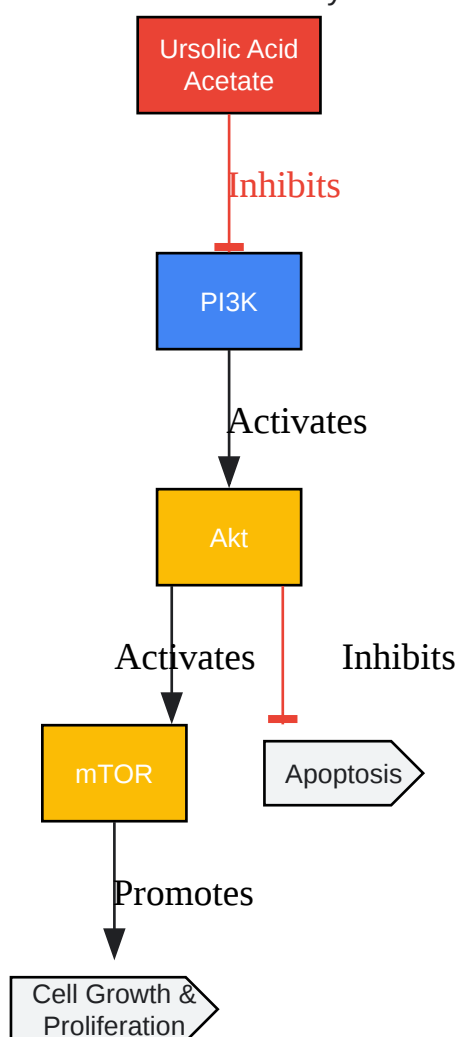 Ursolic Acid
Acetate
Inhibits
PI3K
Activates
Akt
Activates
Inhibits
mTOR
Apoptosis
Promotes
Cell Growth &
Proliferation